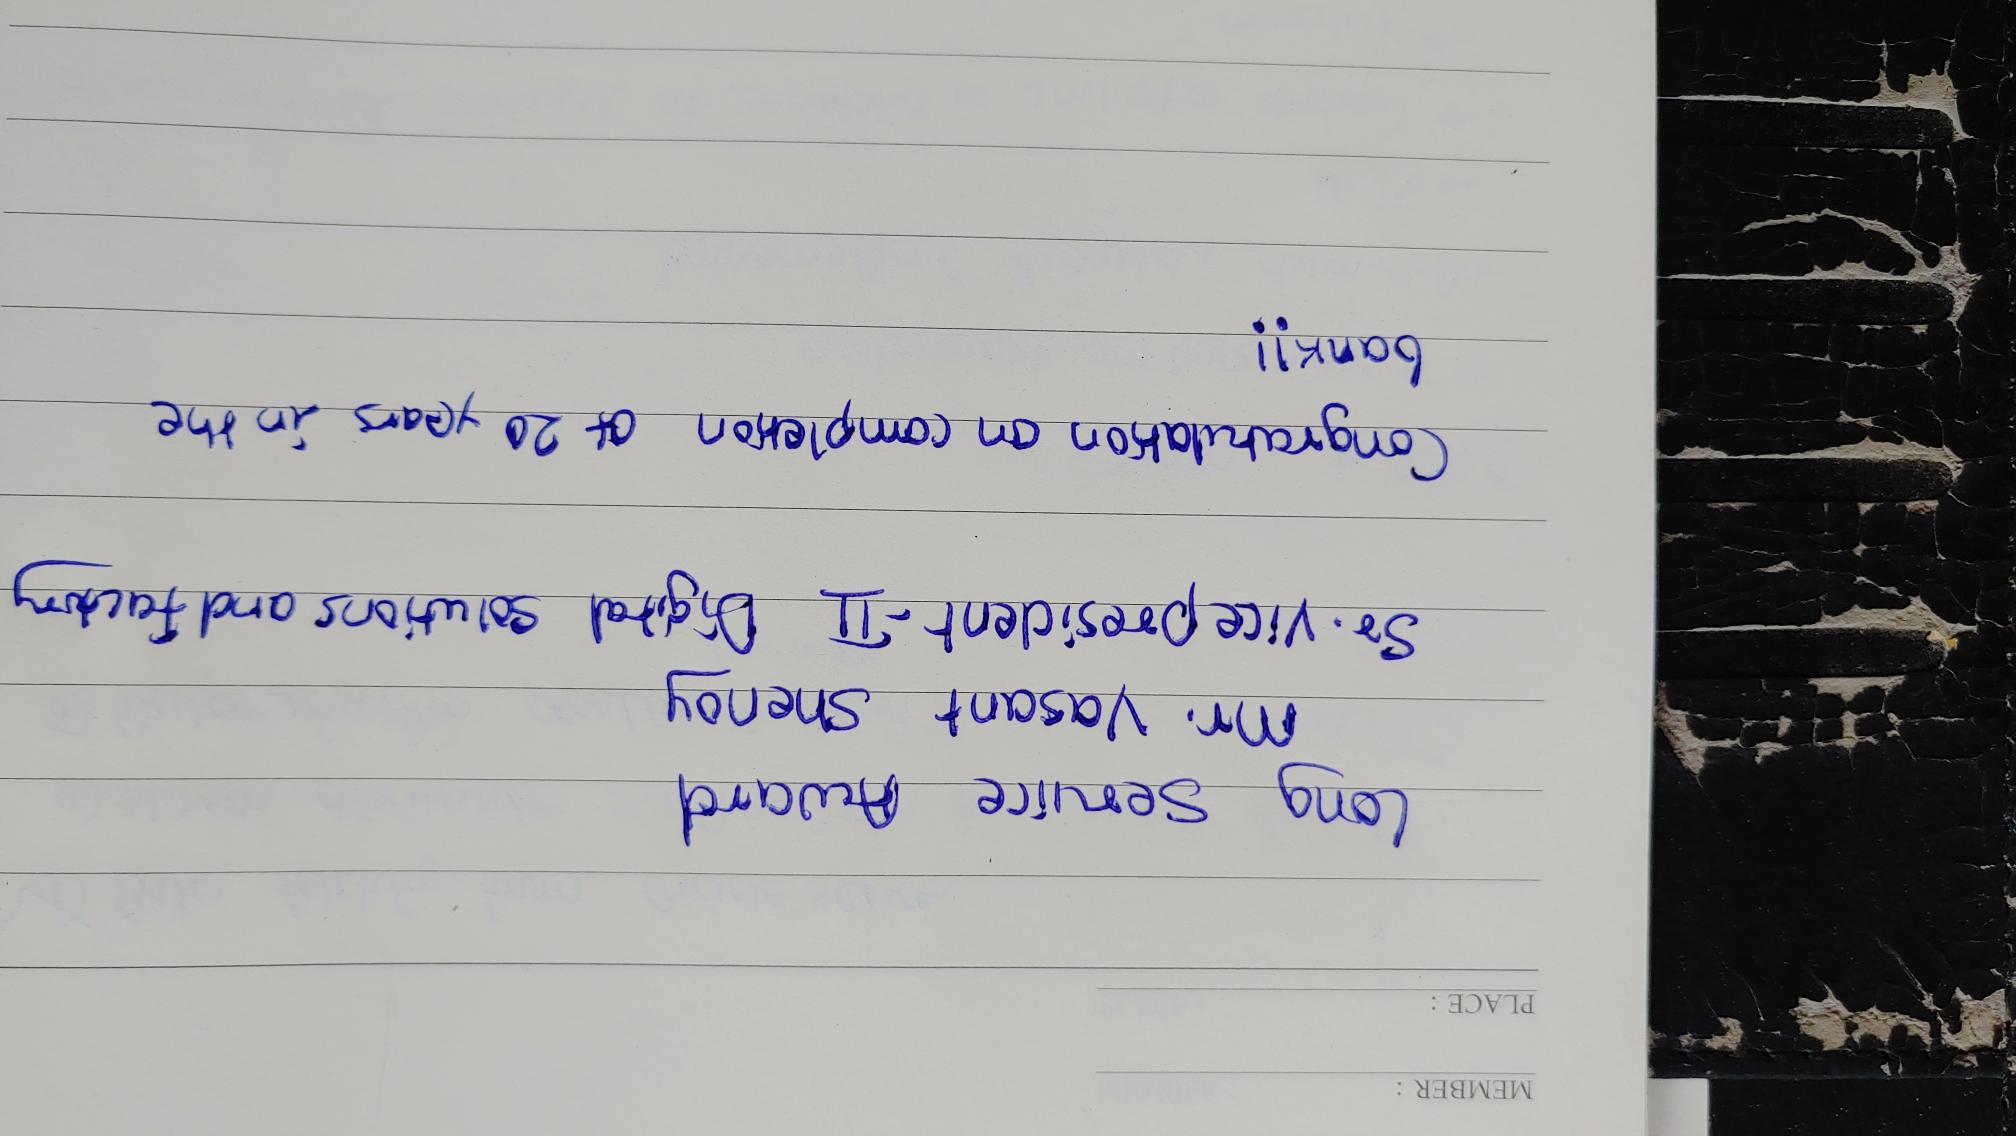 MEMBER :
PLACE :
Long Service Award
Mr. Vasant Shenoy
Sr. Vice president - II Digital solutions and factory
Congratulation on completion of 20 years in the
bank!!